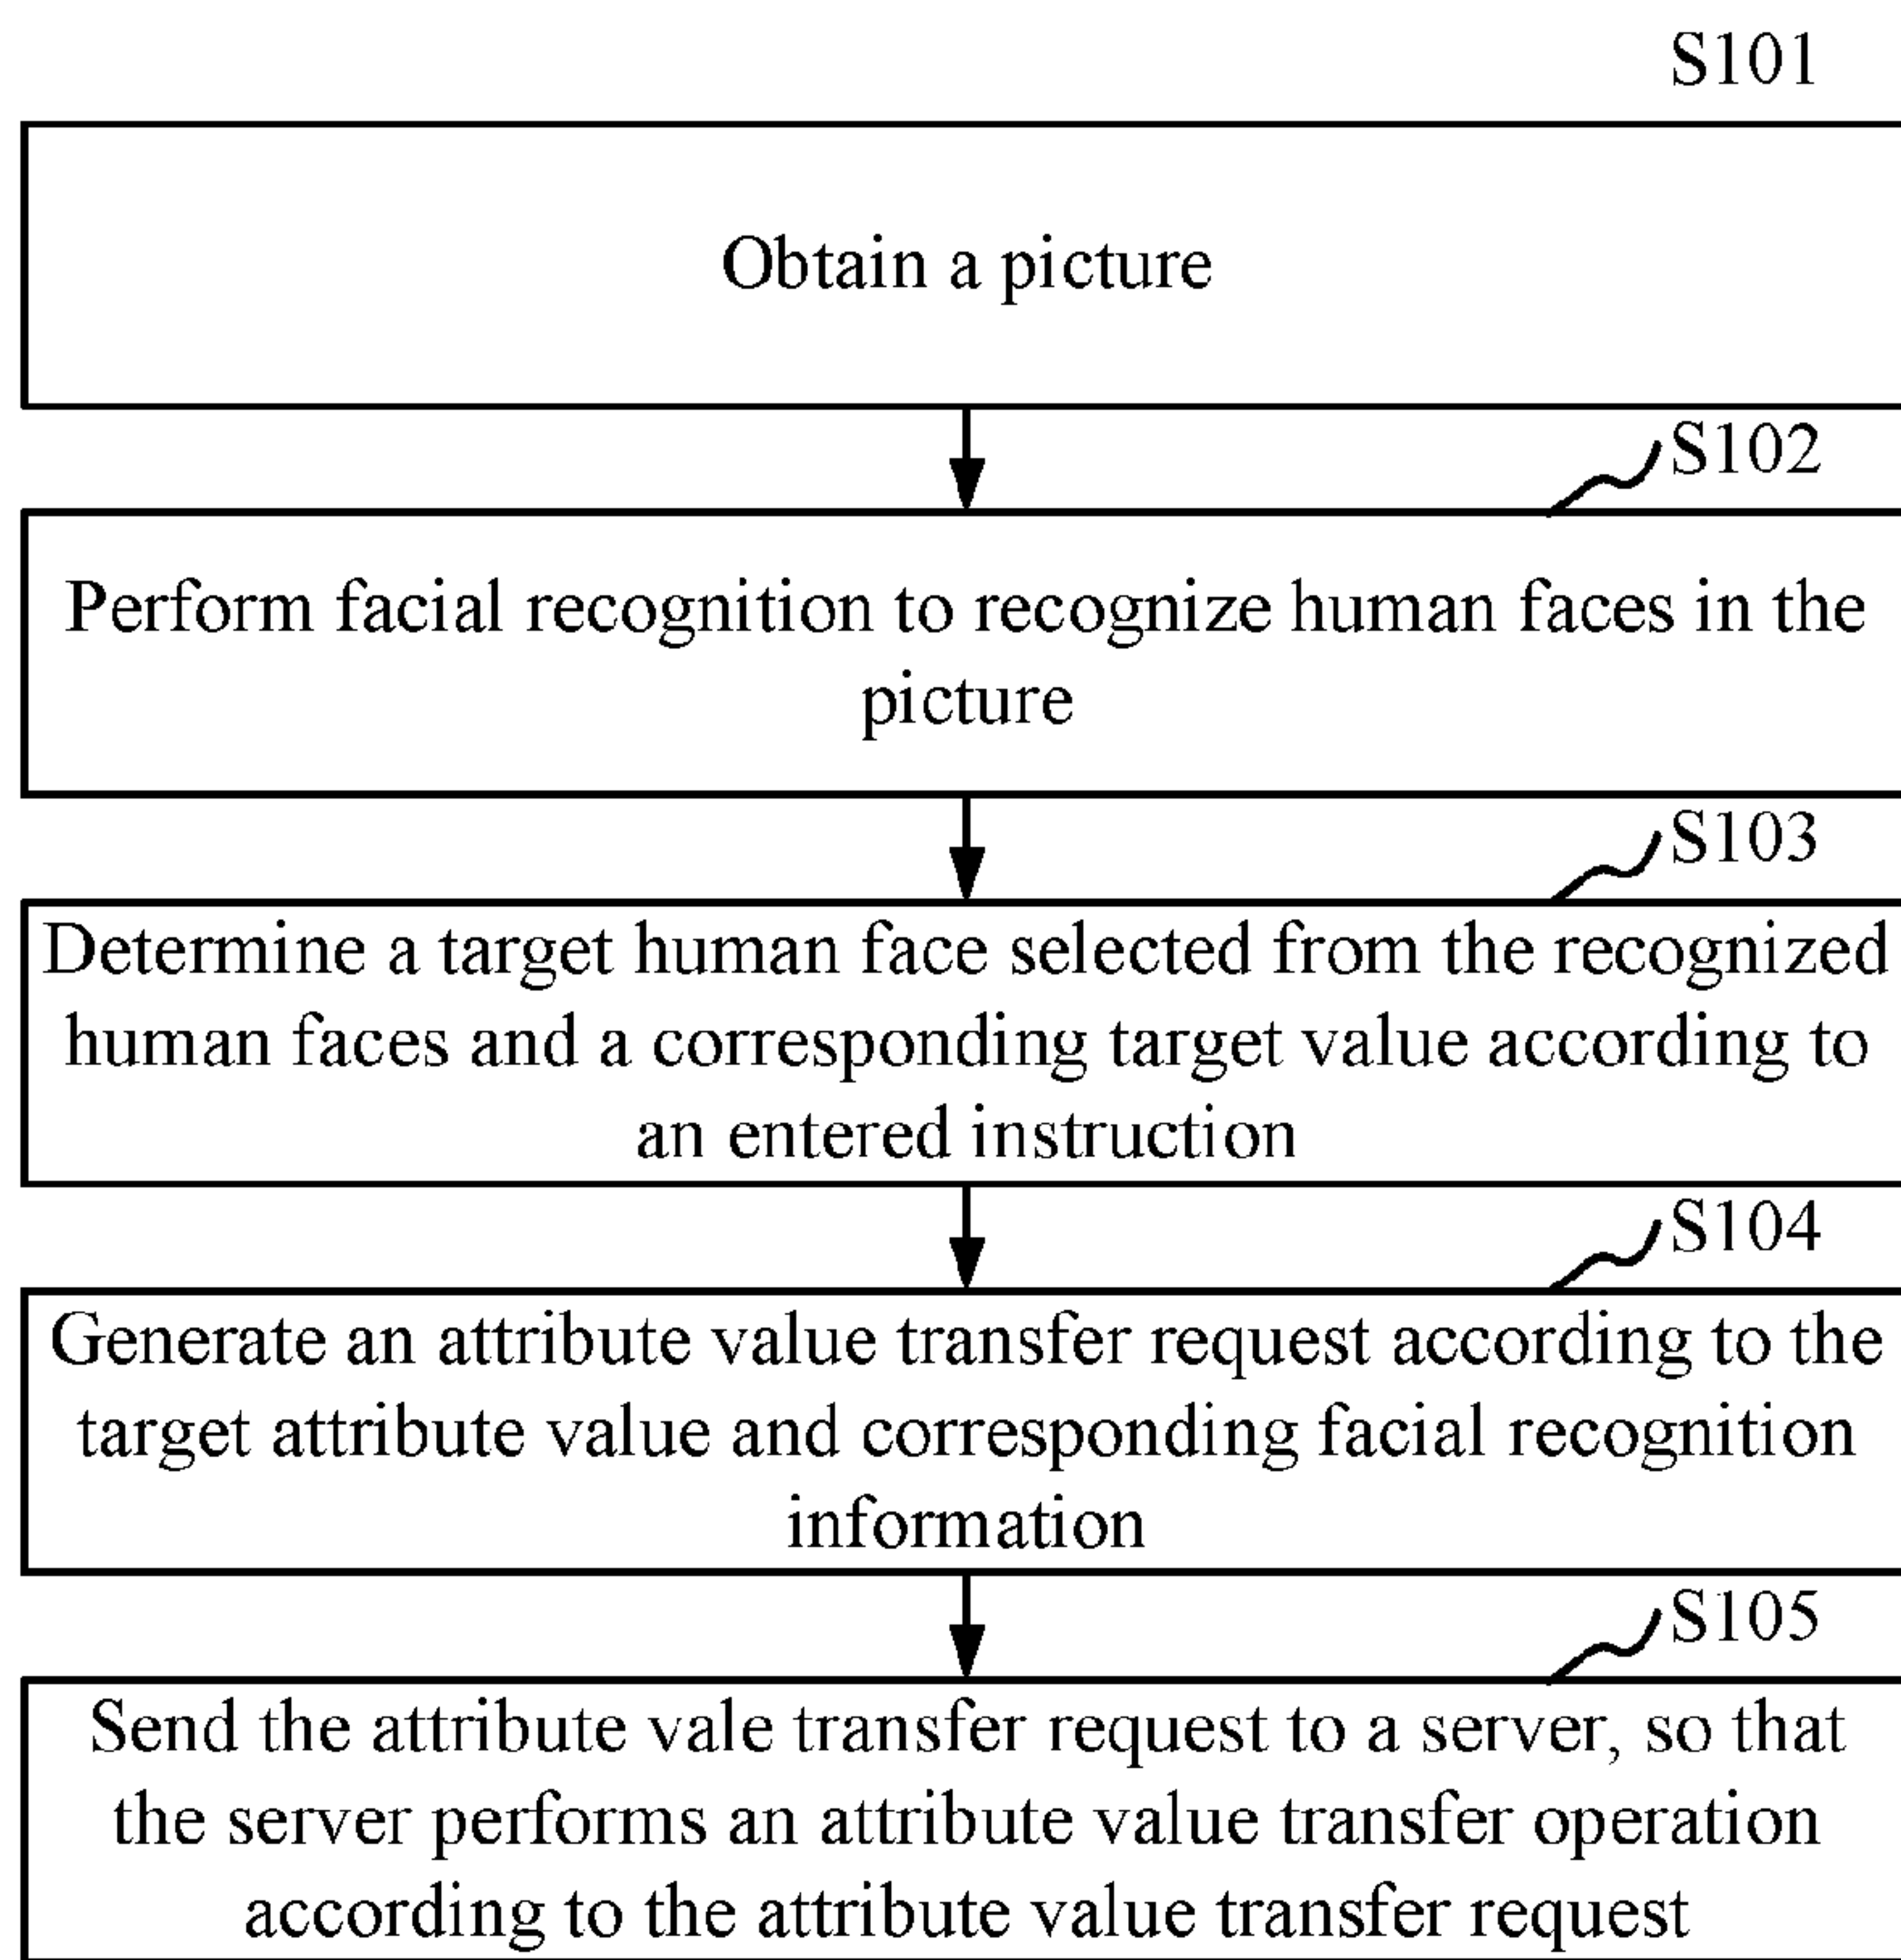 S101
Obtain a picture
S102
Perform facial recognition to recognize human faces in the
picture
S103
Determine a target human face selected from the recognized
human faces and a corresponding target value according to
an entered instruction
S104
Generate an attribute value transfer request according to the
target attribute value and corresponding facial recognition
information
S105
Send the attribute vale transfer request to a server, so that
the server performs an attribute value transfer operation
according to the attribute value transfer request